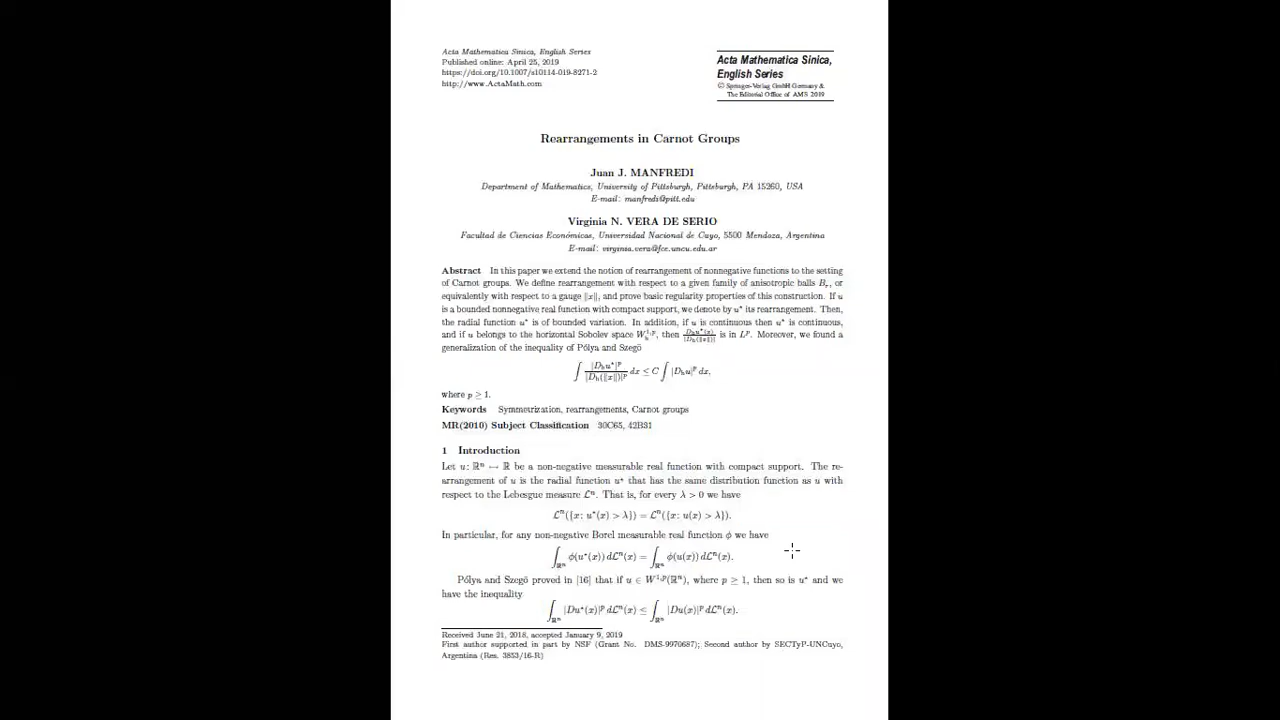 Acta Mathematica Sinica, English Series
Published online: April 25, 2019
https://doi.org/10.1007/s10114-019-8271-2
http://www.ActaMath.com
Acta Mathematica Sinica,
English Series
© Springer-Verlag GmbH Germany &
The Editorial Office of AMS 2019
Rearrangements in Carnot Groups
Juan J. MANFREDI
Department of Mathematics, University of Pittsburgh, Pittsburgh, PA 15260, USA
E-mail: manfredi@pitt.edu
Virginia N. VERA DE SERIO
Facultad de Ciencias Económicas, Universidad Nacional de Cuyo, 5500 Mendoza, Argentina
E-mail: virginia.vera@fce.uncu.edu.ar
Abstract In this paper we extend the notion of rearrangement of nonnegative functions to the setting
of Carnot groups. We define rearrangement with respect to a given family of anisotropic balls B_r, or
equivalently with respect to a gauge ‖x‖, and prove basic regularity properties of this construction. If u
is a bounded nonnegative real function with compact support, we denote by u* its rearrangement. Then,
the radial function u* is of bounded variation. In addition, if u is continuous then u* is continuous,
and if u belongs to the horizontal Sobolev space W_h^{1,p}, then |D_h u*(x)|/|D_h(‖x‖)| is in L^p. Moreover, we found a
generalization of the inequality of Pólya and Szegö
∫ |D_h u*|^p/|D_h(‖x‖)|^p dx ≤ C ∫ |D_h u|^p dx,
where p ≥ 1.
Keywords Symmetrization, rearrangements, Carnot groups
MR(2010) Subject Classification 30C65, 42B31
1 Introduction
Let u: ℝ^n ↦ ℝ be a non-negative measurable real function with compact support. The re-
arrangement of u is the radial function u* that has the same distribution function as u with
respect to the Lebesgue measure ℒ^n. That is, for every λ > 0 we have
ℒ^n({x: u*(x) > λ}) = ℒ^n({x: u(x) > λ}).
In particular, for any non-negative Borel measurable real function ϕ we have
∫_{ℝ^n} ϕ(u*(x)) dℒ^n(x) = ∫_{ℝ^n} ϕ(u(x)) dℒ^n(x).
Pólya and Szegö proved in [16] that if u ∈ W^{1,p}(ℝ^n), where p ≥ 1, then so is u* and we
have the inequality
∫_{ℝ^n} |Du*(x)|^p dℒ^n(x) ≤ ∫_{ℝ^n} |Du(x)|^p dℒ^n(x).
Received June 21, 2018, accepted January 9, 2019
First author supported in part by NSF (Grant No. DMS-9970687); Second author by SECTyP-UNCuyo,
Argentina (Res. 3853/16-R)